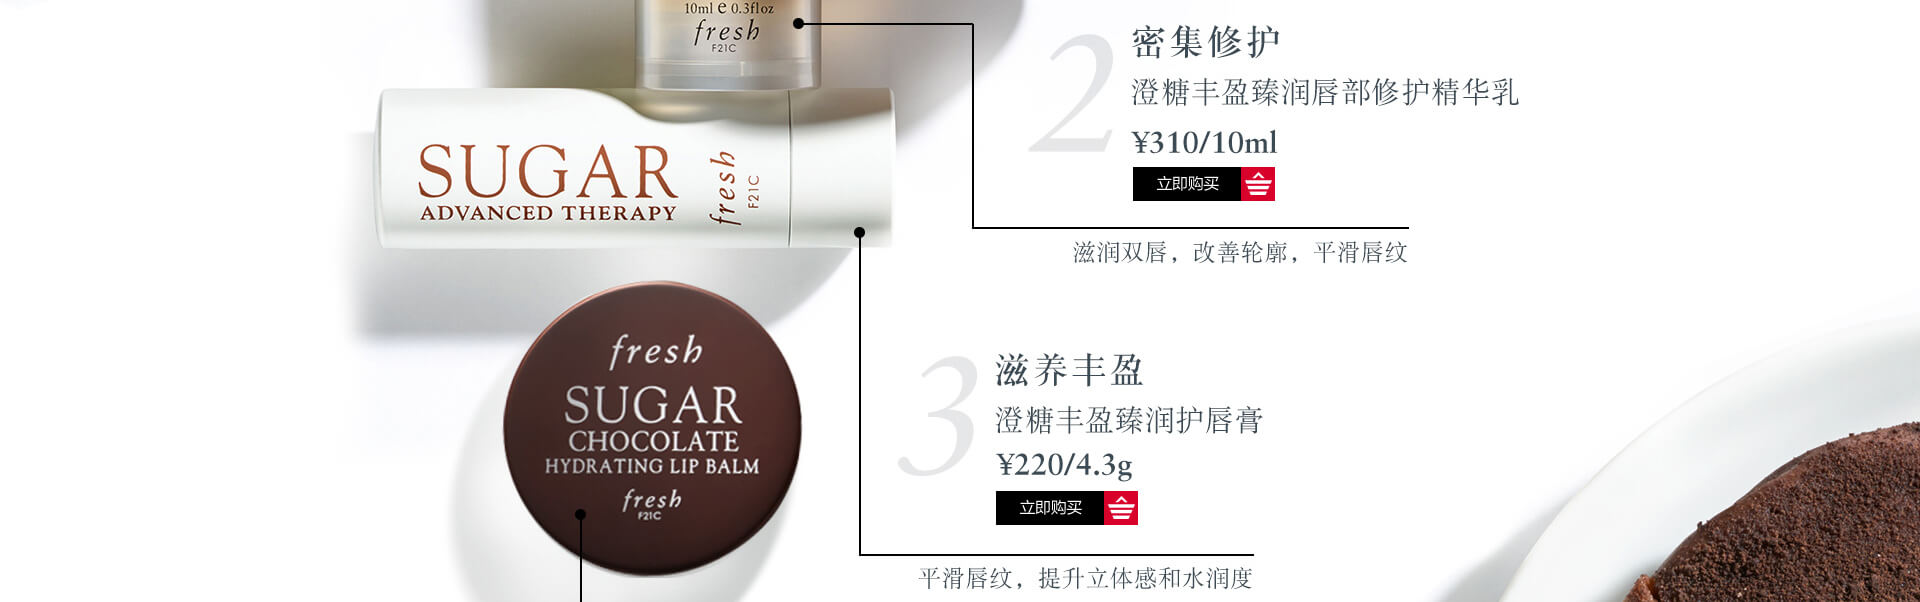 10ml e 0.3floz
fresh
F21C
SUGAR
ADVANCED THERAPY
fresh
F21C
fresh
SUGAR
CHOCOLATE
HYDRATING LIP BALM
fresh
F21C
2
密集修护
澄糖丰盈臻润唇部修护精华乳
¥310/10ml
立即购买
滋润双唇，改善轮廓，平滑唇纹
3
滋养丰盈
澄糖丰盈臻润护唇膏
¥220/4.3g
立即购买
平滑唇纹，提升立体感和水润度